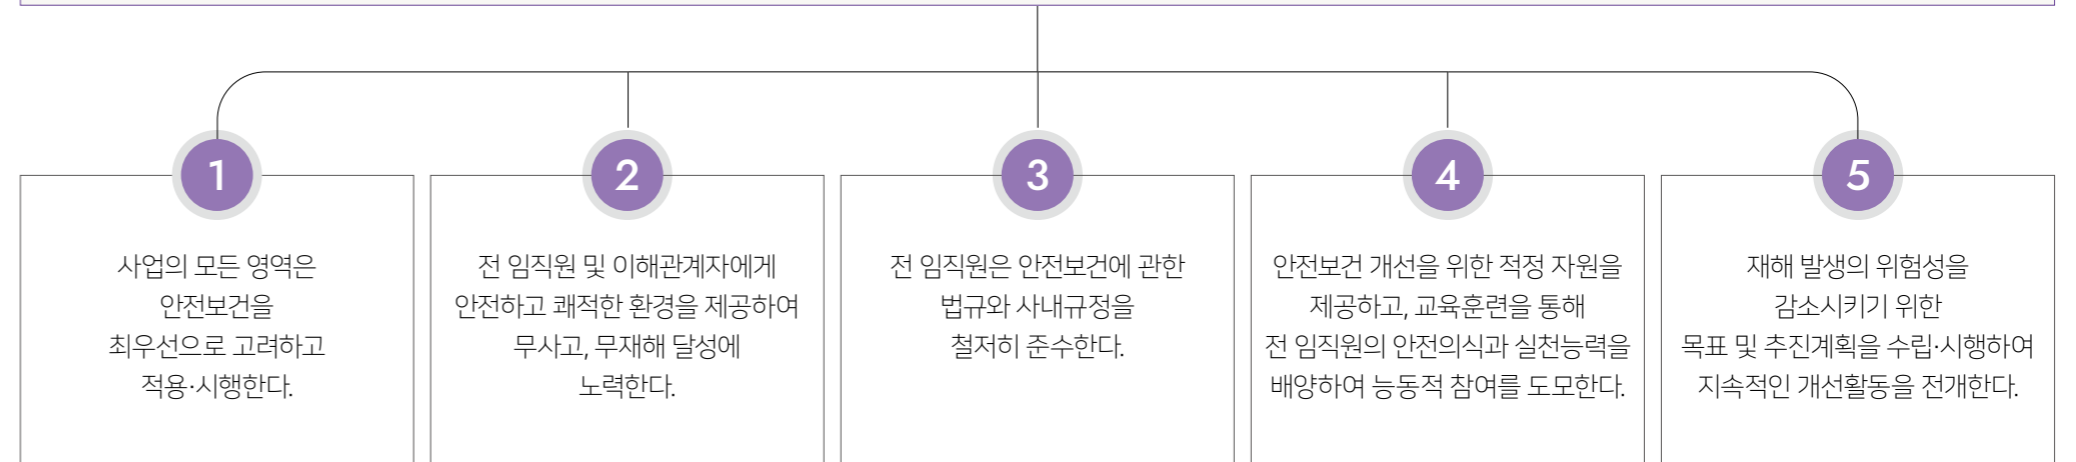 1
사업의 모든 영역은
안전보건을
최우선으로 고려하고
적용·시행한다.
2
전 임직원 및 이해관계자에게
안전하고 쾌적한 환경을 제공하여
무사고, 무재해 달성에
노력한다.
3
전 임직원은 안전보건에 관한
법규와 사내규정을
철저히 준수한다.
4
안전보건 개선을 위한 적정 자원을
제공하고, 교육훈련을 통해
전 임직원의 안전의식과 실천능력을
배양하여 능동적 참여를 도모한다.
5
재해 발생의 위험성을
감소시키기 위한
목표 및 추진계획을 수립·시행하여
지속적인 개선활동을 전개한다.